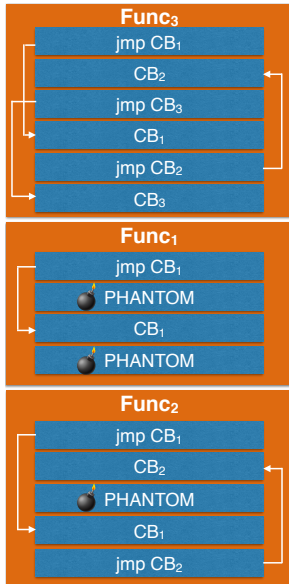 Func₃
jmp CB₁
CB₂
jmp CB₃
CB₁
jmp CB₂
CB₃
Func₁
jmp CB₁
PHANTOM
CB₁
PHANTOM
Func₂
jmp CB₁
CB₂
PHANTOM
CB₁
jmp CB₂